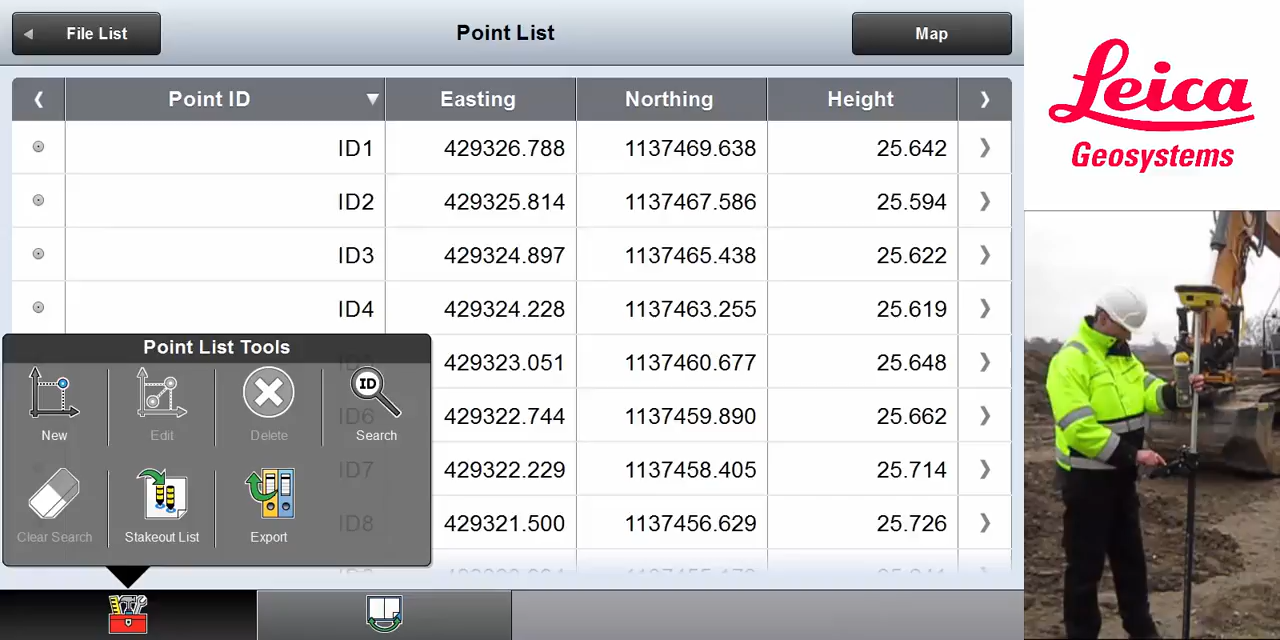 File List
Point List
Map
Point ID Easting Northing Height
ID1 429326.788 1137469.638 25.642
ID2 429325.814 1137467.586 25.594
ID3 429324.897 1137465.438 25.622
ID4 429324.228 1137463.255 25.619
429323.051 1137460.677 25.648
ID6 429322.744 1137459.890 25.662
ID7 429322.229 1137458.405 25.714
ID8 429321.500 1137456.629 25.726
Point List Tools
New
Edit
Delete
ID
Search
Clear Search
Stakeout List
Export
Leica
Geosystems